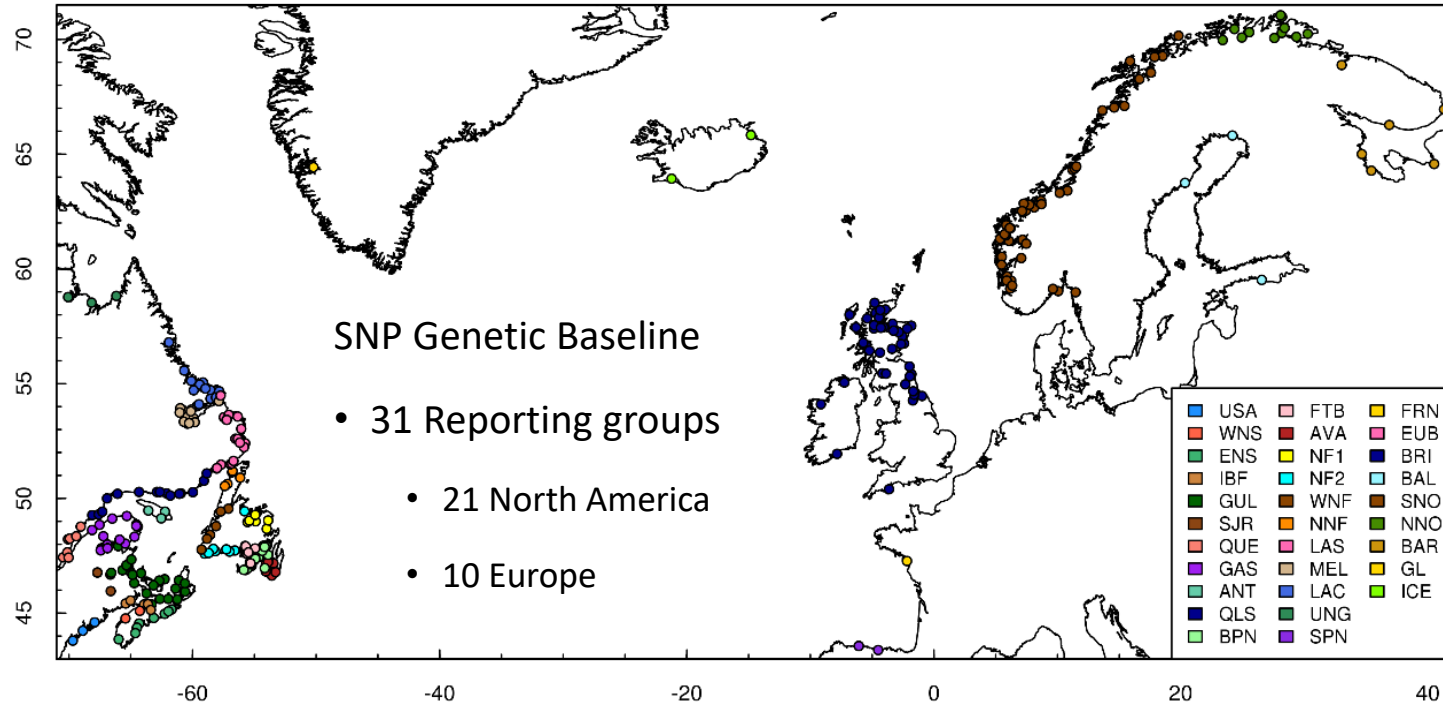 70
65
60
55
50
45
SNP Genetic Baseline
• 31 Reporting groups
• 21 North America
• 10 Europe
USA FTB FRN
WNS AVA EUB
ENS NF1 BRI
IBF NF2 BAL
GUL WNF SNO
SJR NNF NNO
QUE LAS BAR
GAS MEL GL
ANT LAC ICE
QLS UNG
BPN SPN
-60 -40 -20 0 20 40